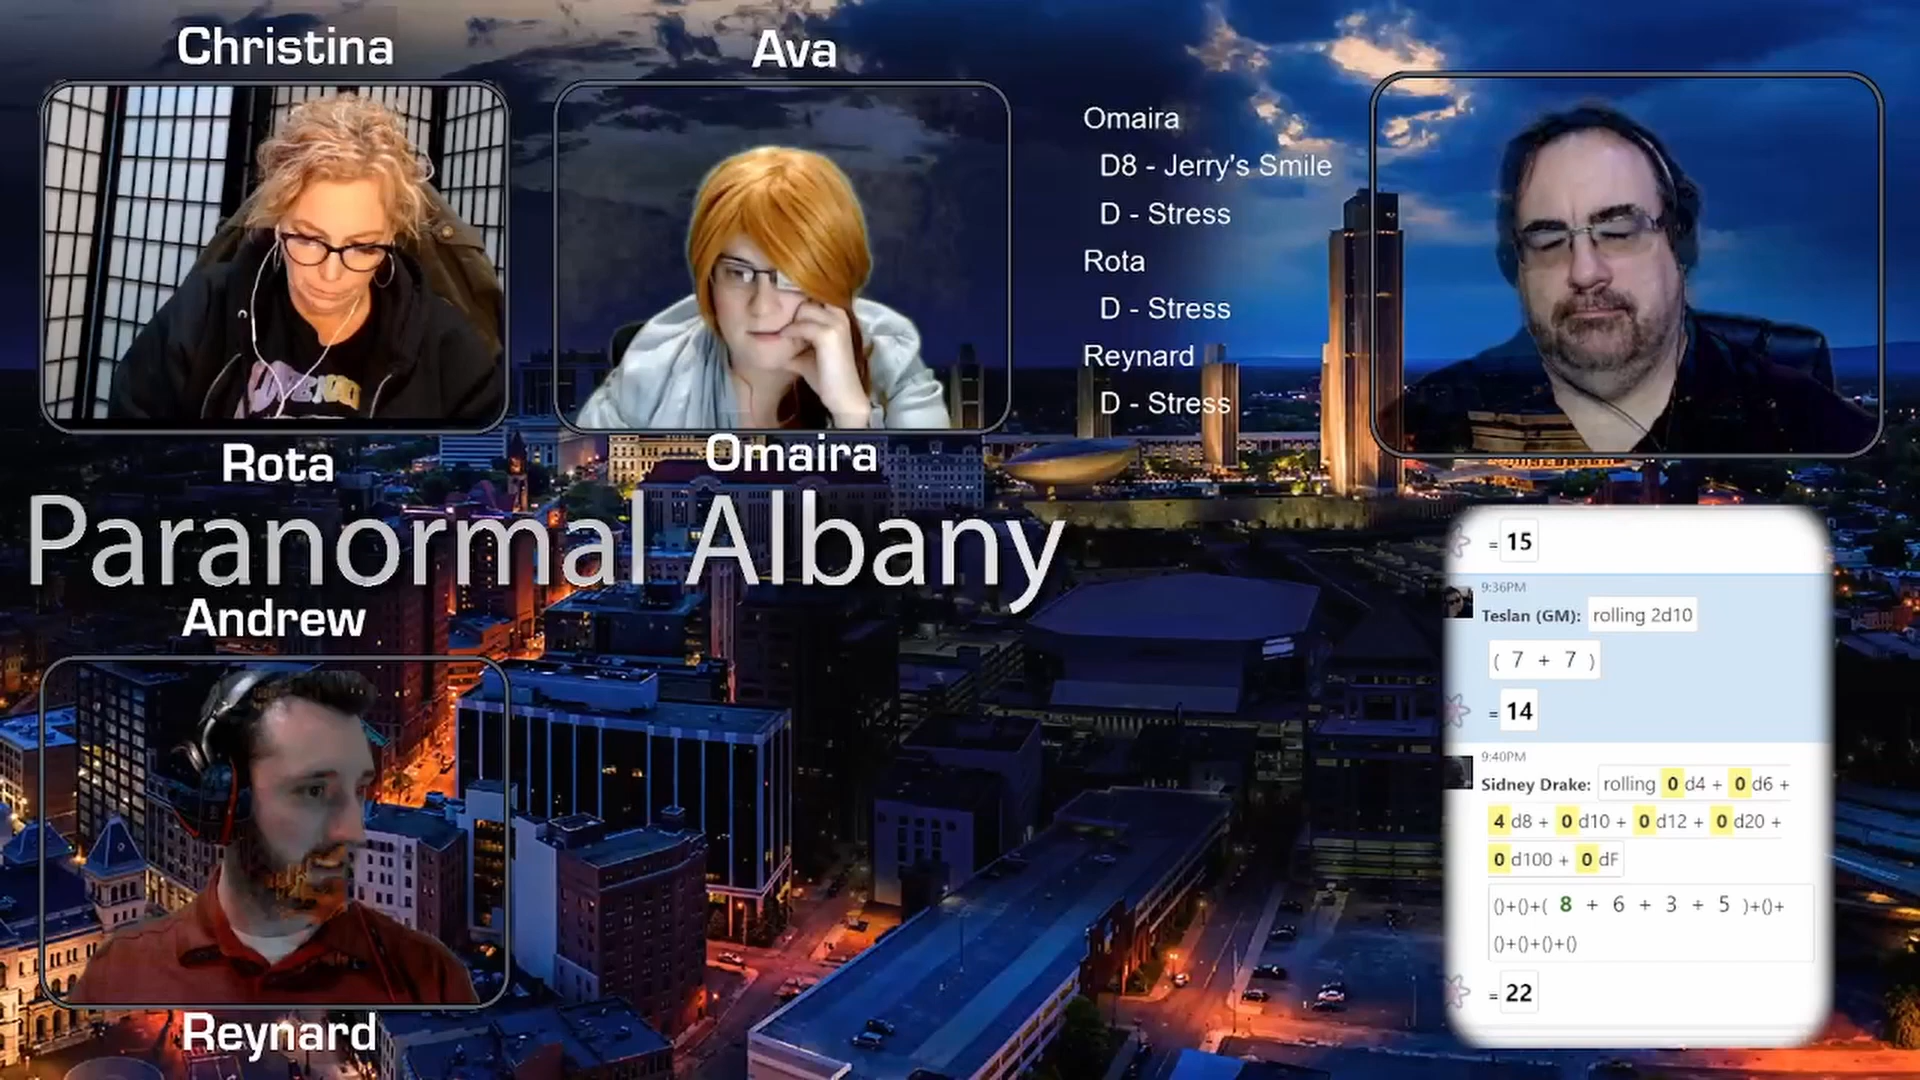 Christina
Ava
Omaira
D8 - Jerry's Smile
D - Stress
Rota
D - Stress
Reynard
D - Stress
Rota
Omaira
Paranormal Albany
Andrew
Reynard
= 15
9:36PM
Teslan (GM): rolling 2d10
( 7 + 7 )
= 14
9:40PM
Sidney Drake: rolling 0 d4 + 0 d6 +
4 d8 + 0 d10 + 0 d12 + 0 d20 +
0 d100 + 0 dF
()+()+( 8 + 6 + 3 + 5 )+()+
()+()+()+()
= 22